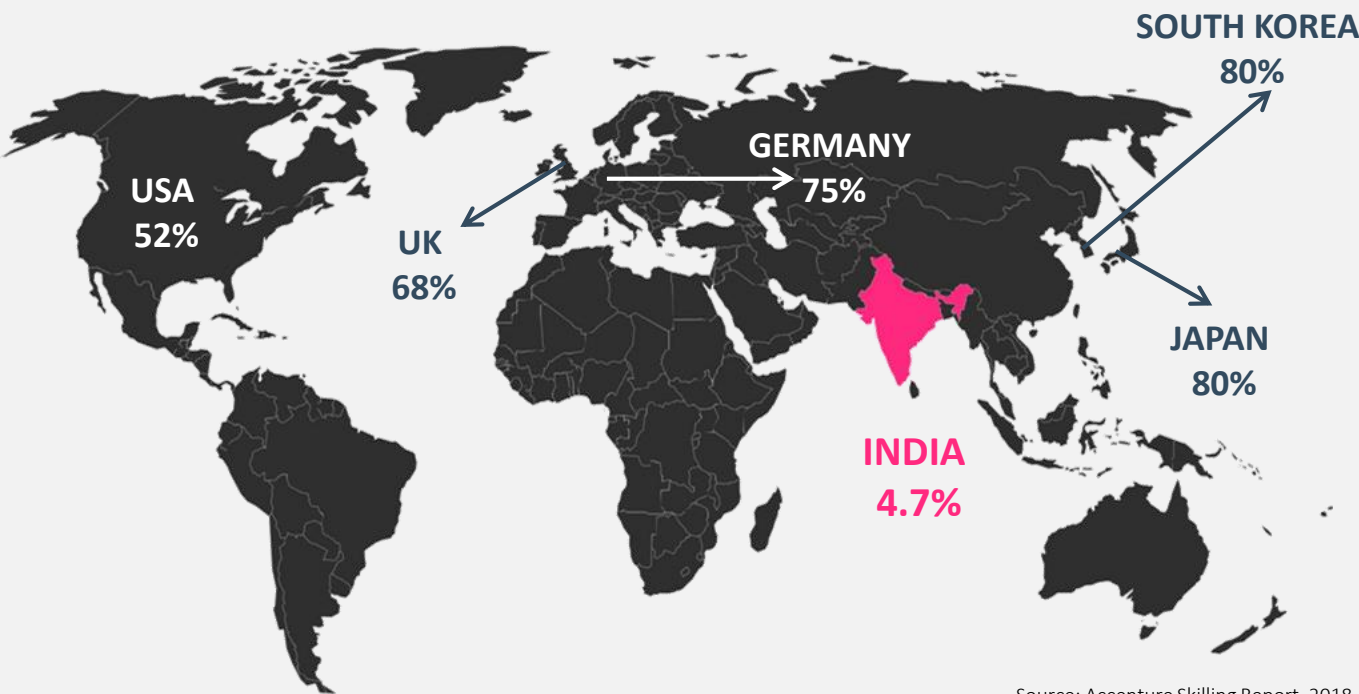 SOUTH KOREA
80%
GERMANY
75%
USA
52%
UK
68%
JAPAN
80%
INDIA
4.7%
Source: Accenture Skilling Report, 2018